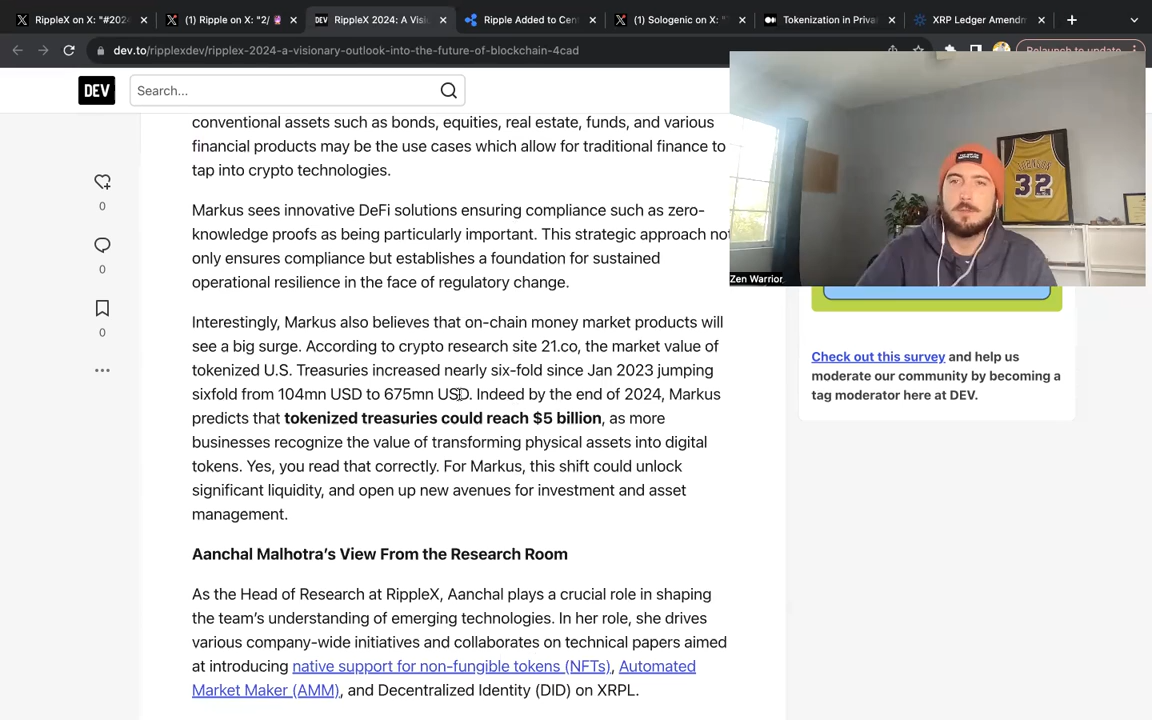 RippleX on X: "#2024
(1) Ripple on X: "2/
DEV RippleX 2024: A Visi
Ripple Added to Cen
(1) Sologenic on X: "
Tokenization in Priva
XRP Ledger Amendm
dev.to/ripplexdev/ripplex-2024-a-visionary-outlook-into-the-future-of-blockchain-4cad
Relaunch to update
DEV
Search...
conventional assets such as bonds, equities, real estate, funds, and various
financial products may be the use cases which allow for traditional finance to
tap into crypto technologies.
0
Markus sees innovative DeFi solutions ensuring compliance such as zero-
knowledge proofs as being particularly important. This strategic approach not
only ensures compliance but establishes a foundation for sustained
operational resilience in the face of regulatory change.
0
Interestingly, Markus also believes that on-chain money market products will
see a big surge. According to crypto research site 21.co, the market value of
tokenized U.S. Treasuries increased nearly six-fold since Jan 2023 jumping
sixfold from 104mn USD to 675mn USD. Indeed by the end of 2024, Markus
predicts that tokenized treasuries could reach $5 billion, as more
businesses recognize the value of transforming physical assets into digital
tokens. Yes, you read that correctly. For Markus, this shift could unlock
significant liquidity, and open up new avenues for investment and asset
management.
0
Aanchal Malhotra’s View From the Research Room
As the Head of Research at RippleX, Aanchal plays a crucial role in shaping
the team’s understanding of emerging technologies. In her role, she drives
various company-wide initiatives and collaborates on technical papers aimed
at introducing native support for non-fungible tokens (NFTs), Automated
Market Maker (AMM), and Decentralized Identity (DID) on XRPL.
32
Zen Warrior
Check out this survey and help us
moderate our community by becoming a
tag moderator here at DEV.